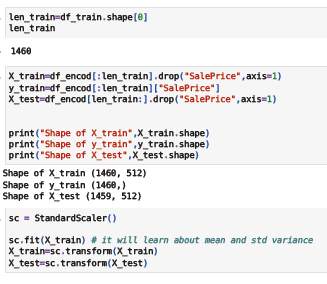 len_train=df_train.shape[0]
len_train
1460
X_train=df_encod[:len_train].drop("SalePrice",axis=1)
y_train=df_encod[:len_train]["SalePrice"]
X_test=df_encod[len_train:].drop("SalePrice",axis=1)
print("Shape of X_train",X_train.shape)
print("Shape of y_train",y_train.shape)
print("Shape of X_test",X_test.shape)
Shape of X_train (1460, 512)
Shape of y_train (1460,)
Shape of X_test (1459, 512)
sc = StandardScaler()
sc.fit(X_train) # it will learn about mean and std variance
X_train=sc.transform(X_train)
X_test=sc.transform(X_test)